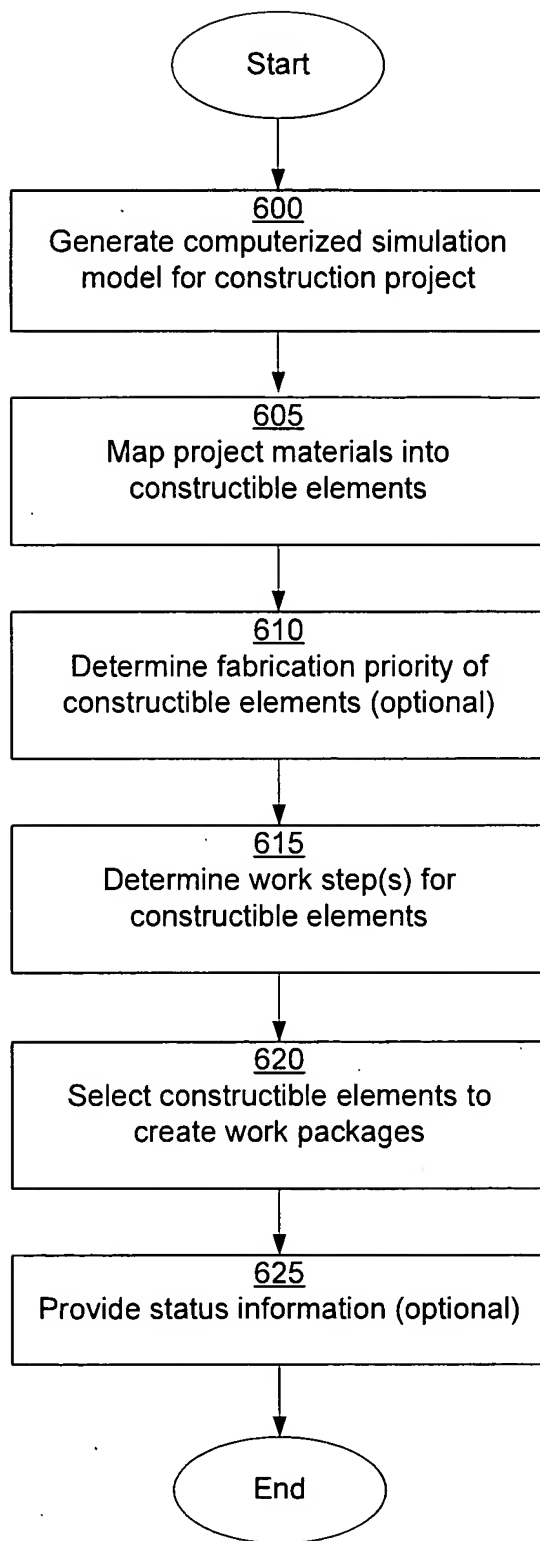 Start
600
Generate computerized simulation
model for construction project
605
Map project materials into
constructible elements
610
Determine fabrication priority of
constructible elements (optional)
615
Determine work step(s) for
constructible elements
620
Select constructible elements to
create work packages
625
Provide status information (optional)
End